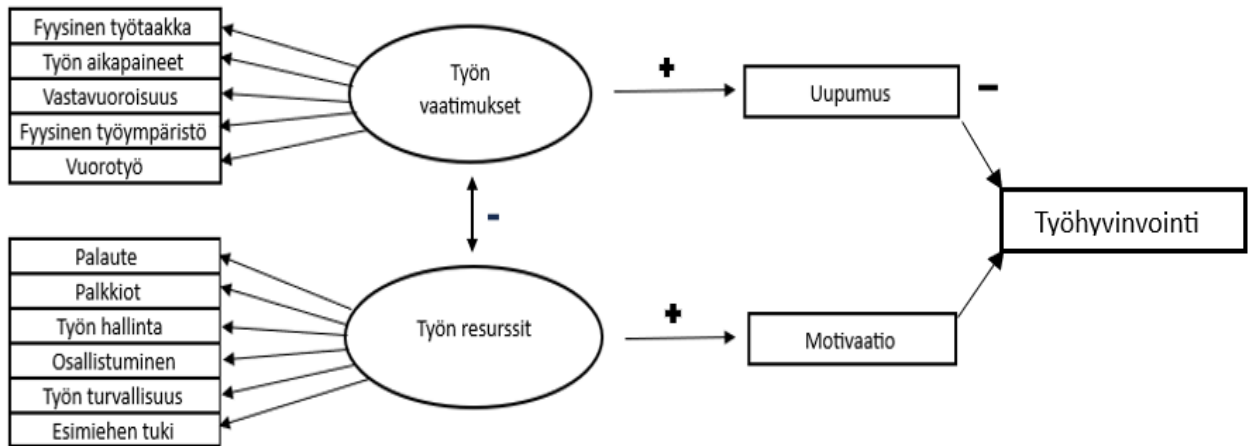 Fyysinen työtaakka
Työn aikapaineet
Vastavuoroisuus
Fyysinen työympäristö
Vuorotyö
Työn
vaatimukset
+
Uupumus
-
Työhyvinvointi
-
Palaute
Palkkiot
Työn hallinta
Osallistuminen
Työn turvallisuus
Esimiehen tuki
Työn resurssit
+
Motivaatio